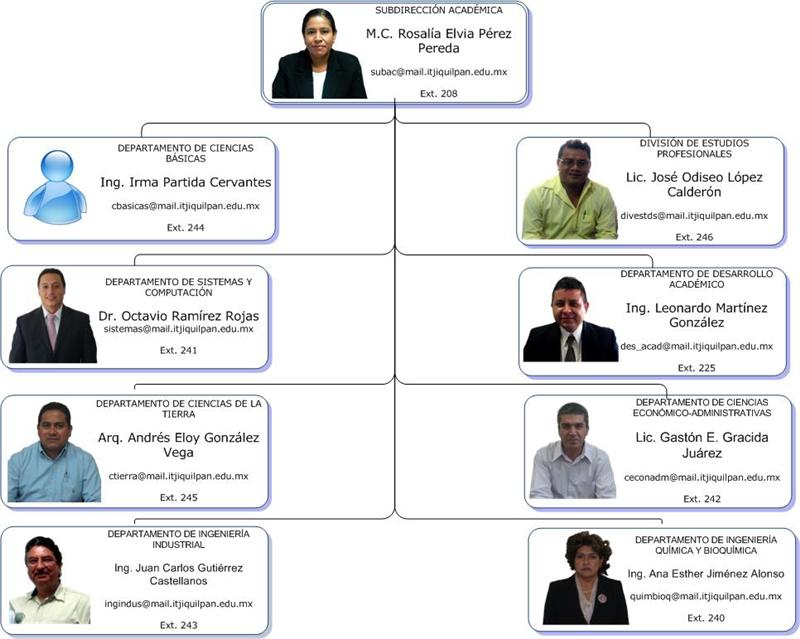 SUBDIRECCIÓN ACADÉMICA
M.C. Rosalía Elvia Pérez
Pereda
subac@mail.itjiquilpan.edu.mx
Ext. 208
DEPARTAMENTO DE CIENCIAS
BÁSICAS
Ing. Irma Partida Cervantes
cbasicas@mail.itjiquilpan.edu.mx
Ext. 244
DIVISIÓN DE ESTUDIOS
PROFESIONALES
Lic. José Odiseo López
Calderón
divestds@mail.itjiquilpan.edu.mx
Ext. 246
DEPARTAMENTO DE SISTEMAS Y
COMPUTACIÓN
Dr. Octavio Ramírez Rojas
sistemas@mail.itjiquilpan.edu.mx
Ext. 241
DEPARTAMENTO DE DESARROLLO
ACADÉMICO
Ing. Leonardo Martínez
González
des_acad@mail.itjiquilpan.edu.mx
Ext. 225
DEPARTAMENTO DE CIENCIAS DE LA
TIERRA
Arq. Andrés Eloy González
Vega
ctierra@mail.itjiquilpan.edu.mx
Ext. 245
DEPARTAMENTO DE CIENCIAS
ECONÓMICO-ADMINISTRATIVAS
Lic. Gastón E. Gracida
Juárez
ceconadm@mail.itjiquilpan.edu.mx
Ext. 242
DEPARTAMENTO DE INGENIERÍA
INDUSTRIAL
Ing. Juan Carlos Gutiérrez
Castellanos
ingindus@mail.itjiquilpan.edu.mx
Ext. 243
DEPARTAMENTO DE INGENIERÍA
QUÍMICA Y BIOQUÍMICA
Ing. Ana Esther Jiménez Alonso
quimbioq@mail.itjiquilpan.edu.mx
Ext. 240